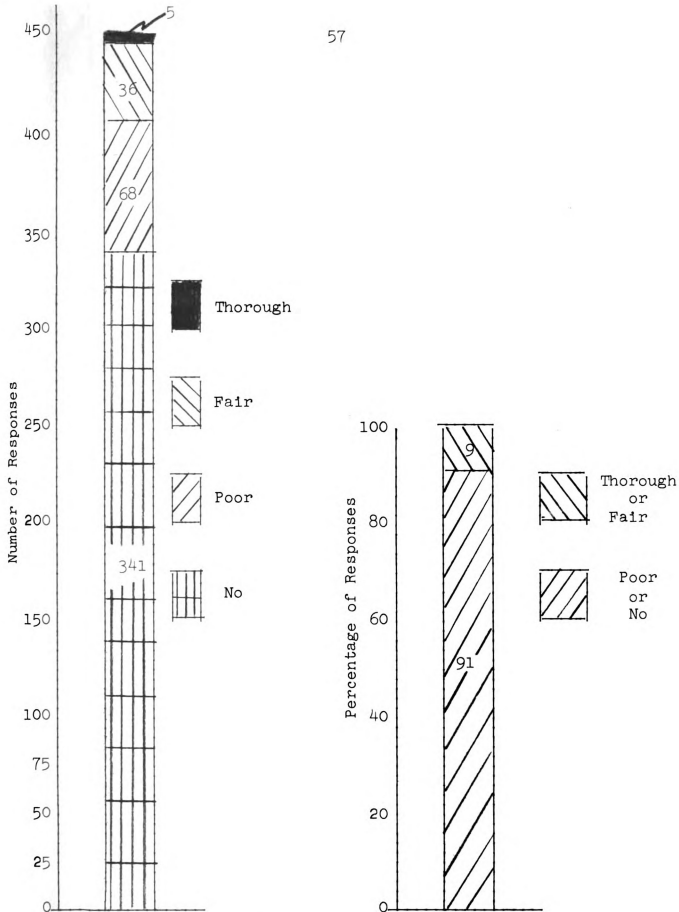 57
450
400
350
300
250
200
150
100
75
50
25
0
Number of Responses
5
36
68
341
Thorough
Fair
Poor
No
100
80
60
40
20
0
Percentage of Responses
9
91
Thorough
or
Fair
Poor
or
No